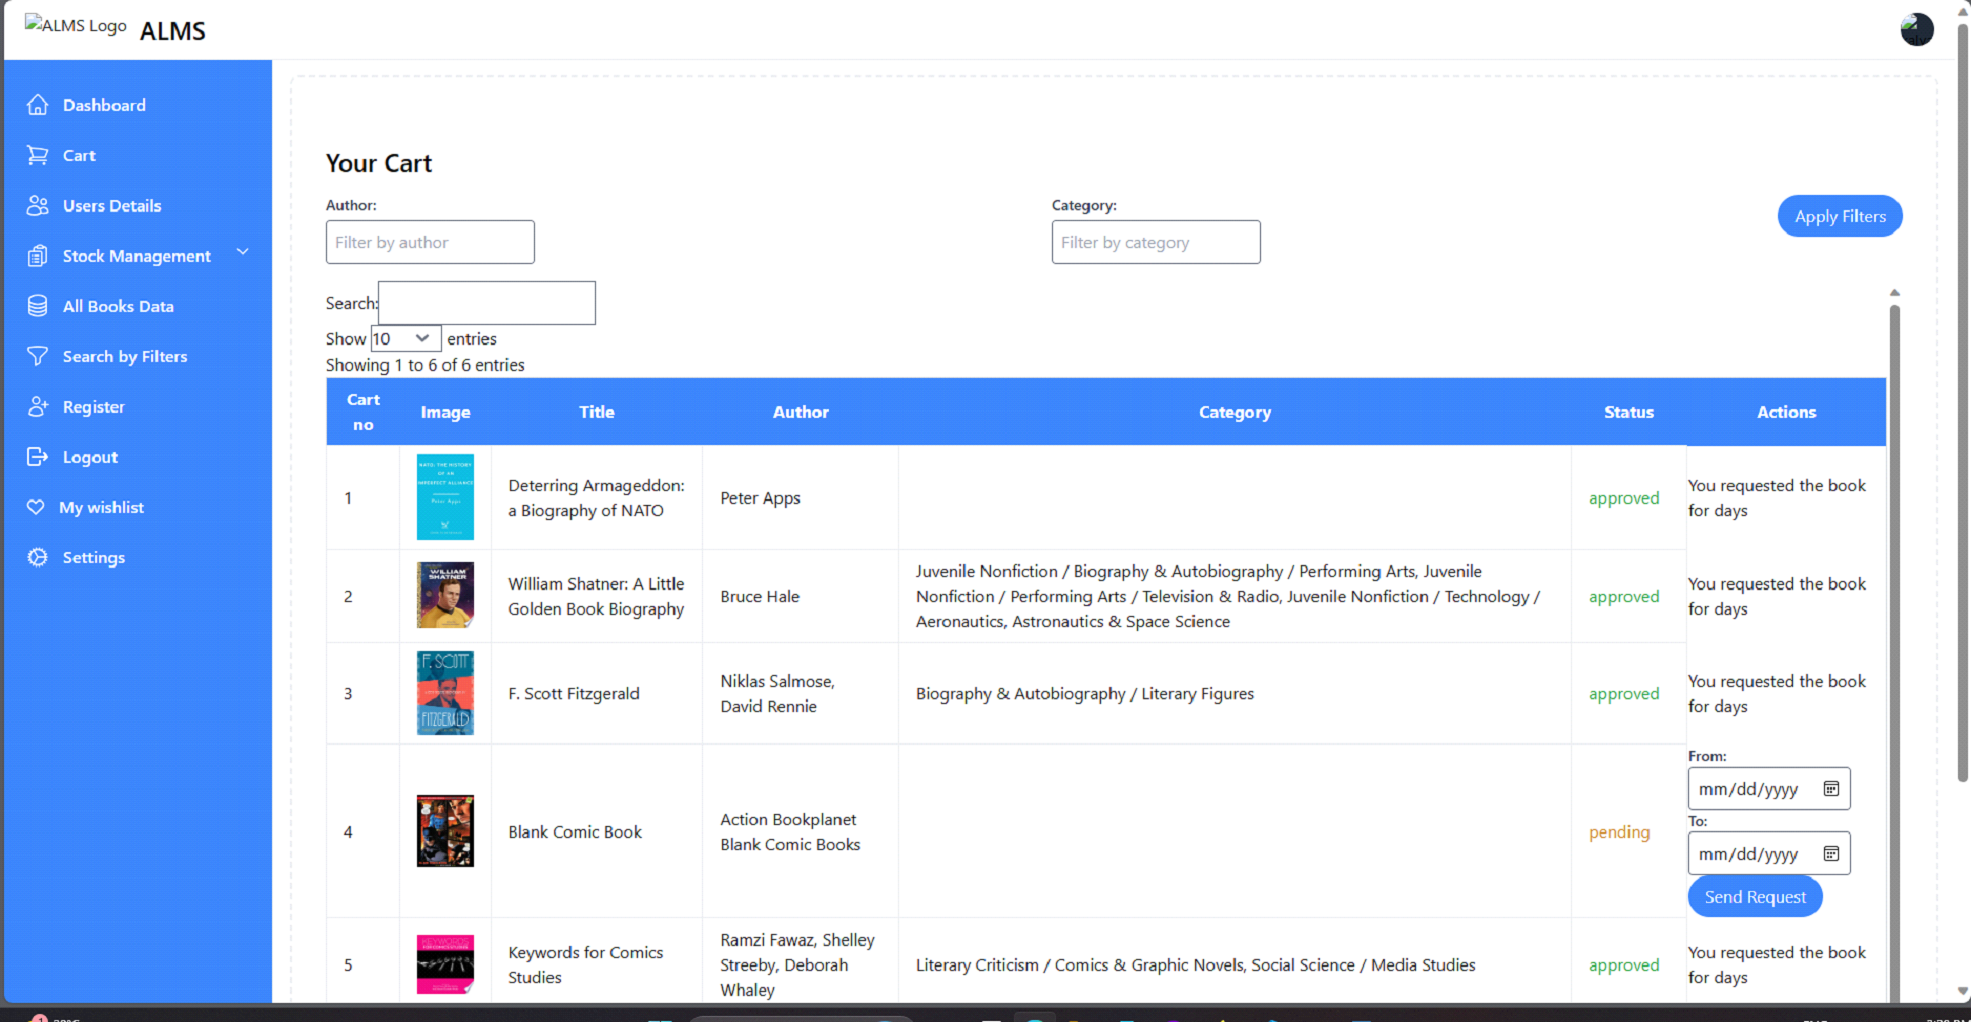 ALMS Logo ALMS
Dashboard
Cart
Users Details
Stock Management
All Books Data
Search by Filters
Register
Logout
My wishlist
Settings
Your Cart
Author:
Filter by author
Category:
Filter by category
Apply Filters
Search:
Show 10 entries
Showing 1 to 6 of 6 entries
Cart no
Image
Title
Author
Category
Status
Actions
1
NATO, THE HISTORY
OF AN
IMPERFECT ALLIANCE
Peter Apps
Deterring Armageddon:
a Biography of NATO
Peter Apps
approved
You requested the book
for days
2
WILLIAM
SHATNER
William Shatner: A Little
Golden Book Biography
Bruce Hale
Juvenile Nonfiction / Biography & Autobiography / Performing Arts, Juvenile
Nonfiction / Performing Arts / Television & Radio, Juvenile Nonfiction / Technology /
Aeronautics, Astronautics & Space Science
approved
You requested the book
for days
3
F. SCOTT
FITZGERALD
F. Scott Fitzgerald
Niklas Salmose,
David Rennie
Biography & Autobiography / Literary Figures
approved
You requested the book
for days
4
Blank Comic Book
Action Bookplanet
Blank Comic Books
pending
From:
mm/dd/yyyy
To:
mm/dd/yyyy
Send Request
5
KEYWORDS
FOR COMICS STUDIES
Keywords for Comics
Studies
Ramzi Fawaz, Shelley
Streeby, Deborah
Whaley
Literary Criticism / Comics & Graphic Novels, Social Science / Media Studies
approved
You requested the book
for days